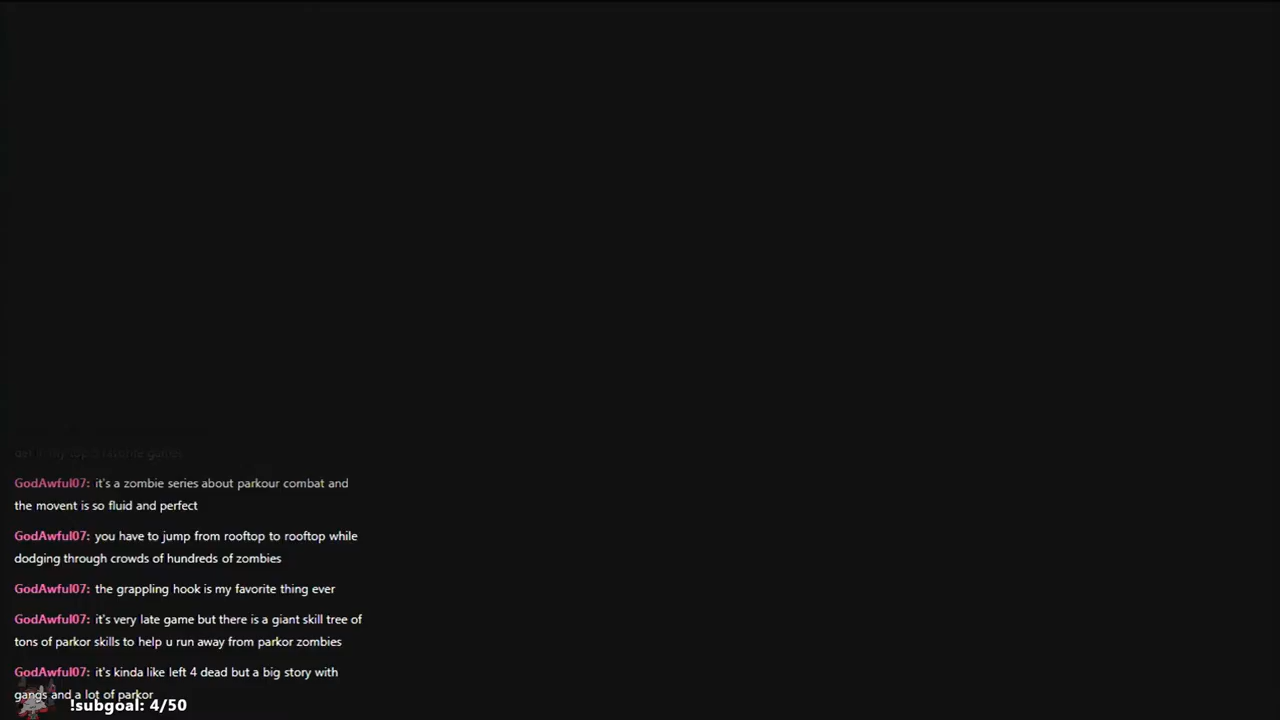 GodAwful07: it's a zombie series about parkour combat and
the movent is so fluid and perfect
GodAwful07: you have to jump from rooftop to rooftop while
dodging through crowds of hundreds of zombies
GodAwful07: the grappling hook is my favorite thing ever
GodAwful07: it's very late game but there is a giant skill tree of
tons of parkor skills to help u run away from parkor zombies
GodAwful07: it's kinda like left 4 dead but a big story with
gangs and a lot of parkor
!subgoal: 4/50